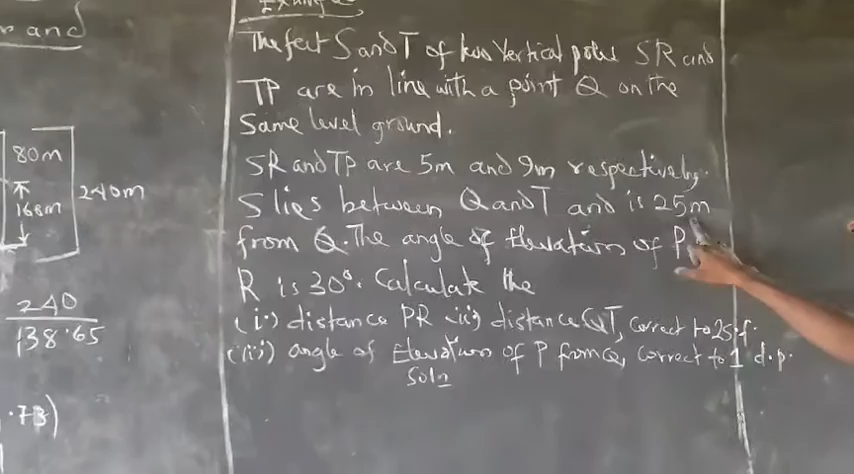 and
80m
168m
240m
240
138.65
.73)
Example
The feet S and T of two Vertical poles SR and
TP are in line with a point Q on the
Same level ground.
SR and TP are 5m and 9m respectively.
S lies between Q and T and is 25m
from Q. The angle of Elevation of P
R is 30°. Calculate the
(i.) distance PR (ii) distance QT, correct to 2s.f.
(iii) angle of Elevation of P from Q, correct to 1 d.p.
Soln